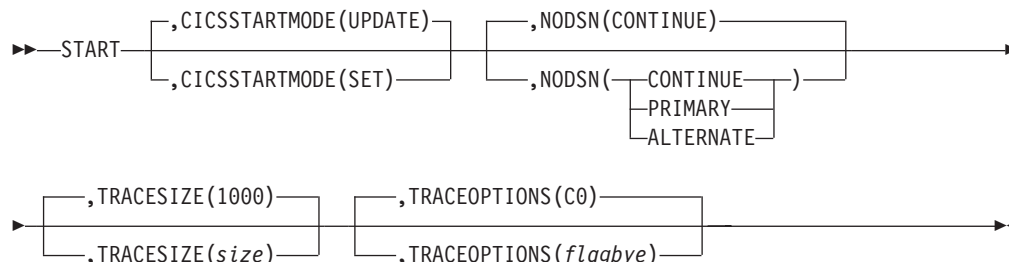 ,CICSSTARTMODE(UPDATE) ,NODSN(CONTINUE)
START
,CICSSTARTMODE(SET) ,NODSN( CONTINUE )
PRIMARY
ALTERNATE
,TRACESIZE(1000) ,TRACEOPTIONS(C0)
,TRACESIZE(size) ,TRACEOPTIONS(flagbye)